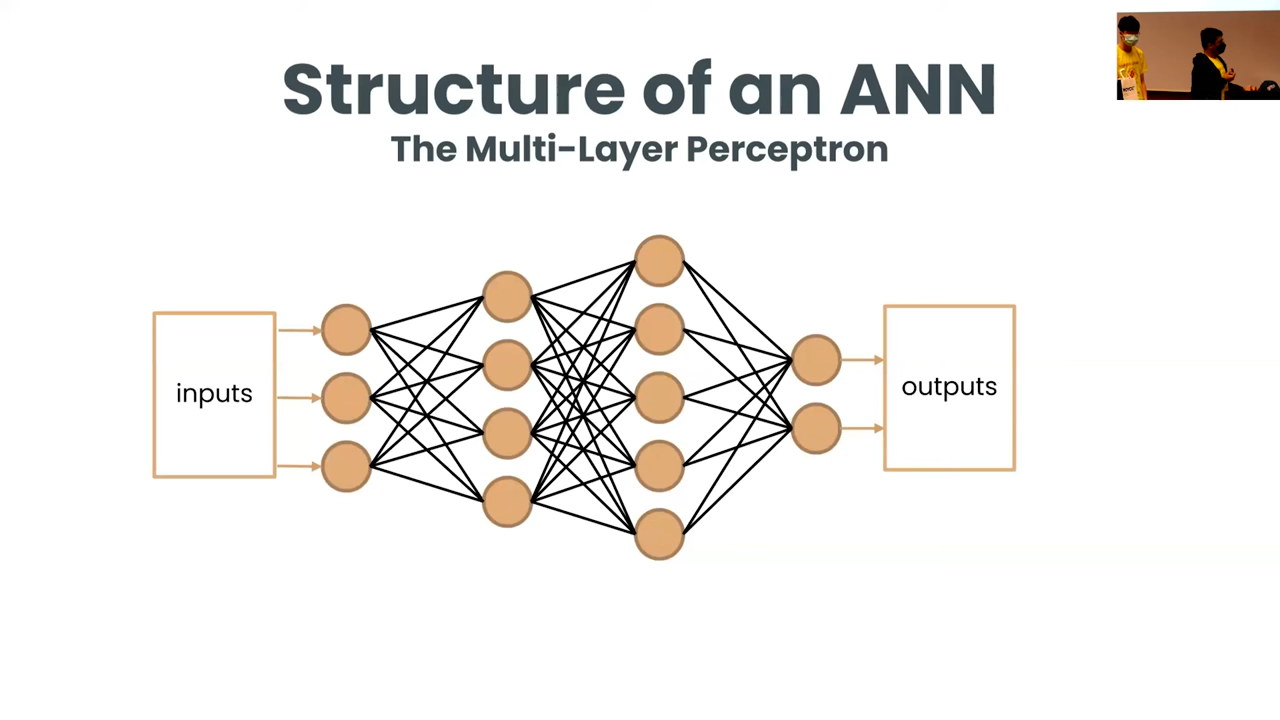 Structure of an ANN
The Multi-Layer Perceptron
inputs
outputs